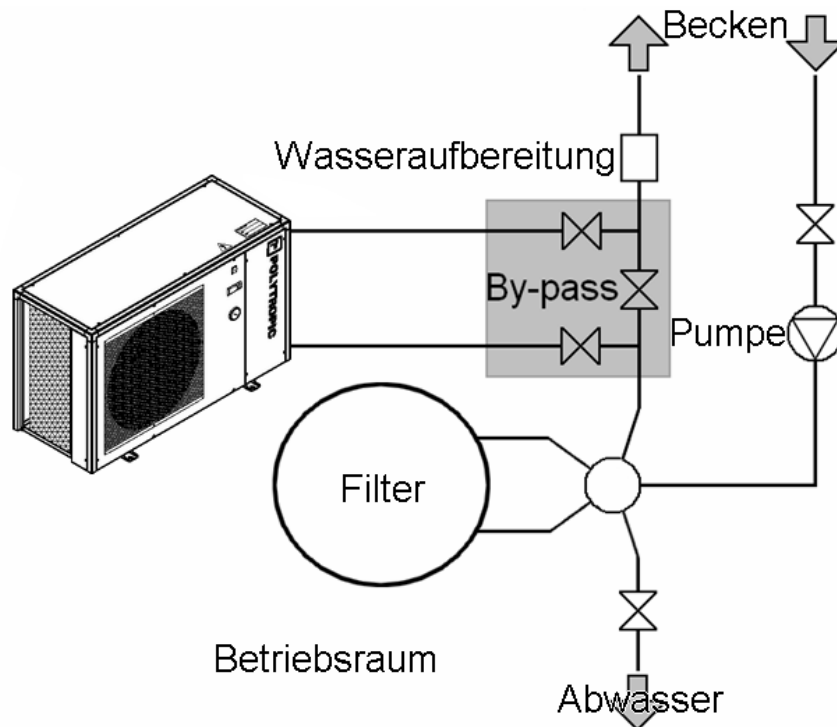 Becken
Wasseraufbereitung
POLYTROPIC
By-pass
Pumpe
Filter
Betriebsraum
Abwasser